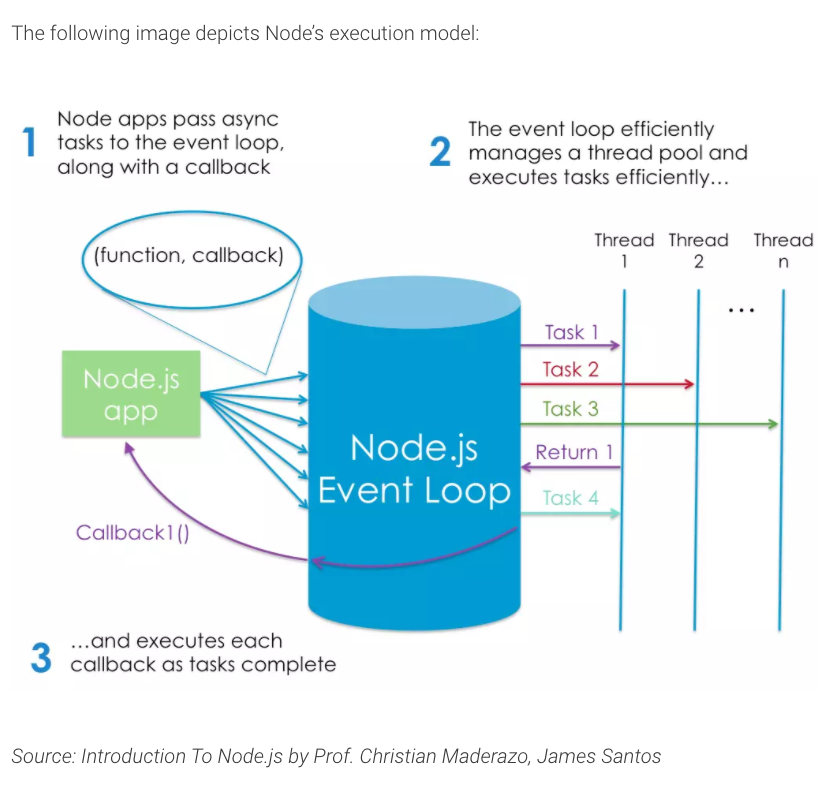 The following image depicts Node’s execution model:
1
Node apps pass async
tasks to the event loop,
along with a callback
2
The event loop efficiently
manages a thread pool and
executes tasks efficiently...
(function, callback)
Thread
1
Thread
2
Thread
n
...
Task 1
Task 2
Task 3
Return 1
Task 4
Node.js
app
Node.js
Event Loop
Callback1()
3
...and executes each
callback as tasks complete
Source: Introduction To Node.js by Prof. Christian Maderazo, James Santos